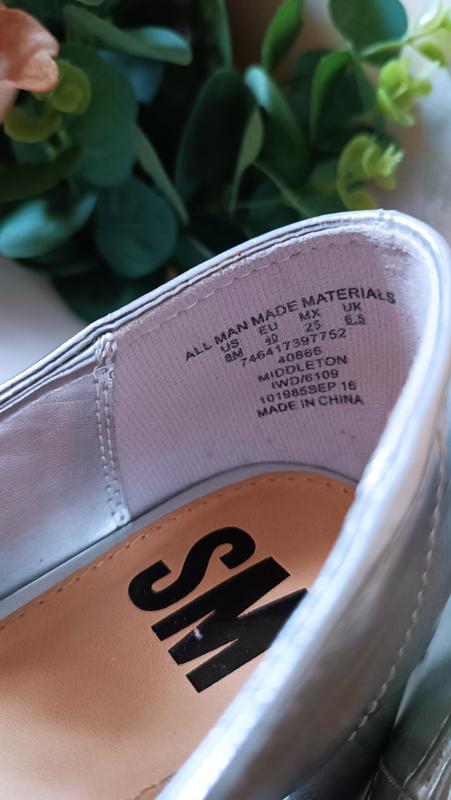 ALL MAN MADE MATERIALS
US EU MX UK
8M 40 25 6.5
746417397752
40866
MIDDLETON
IWD/6109
101985SEP 16
MADE IN CHINA
SM